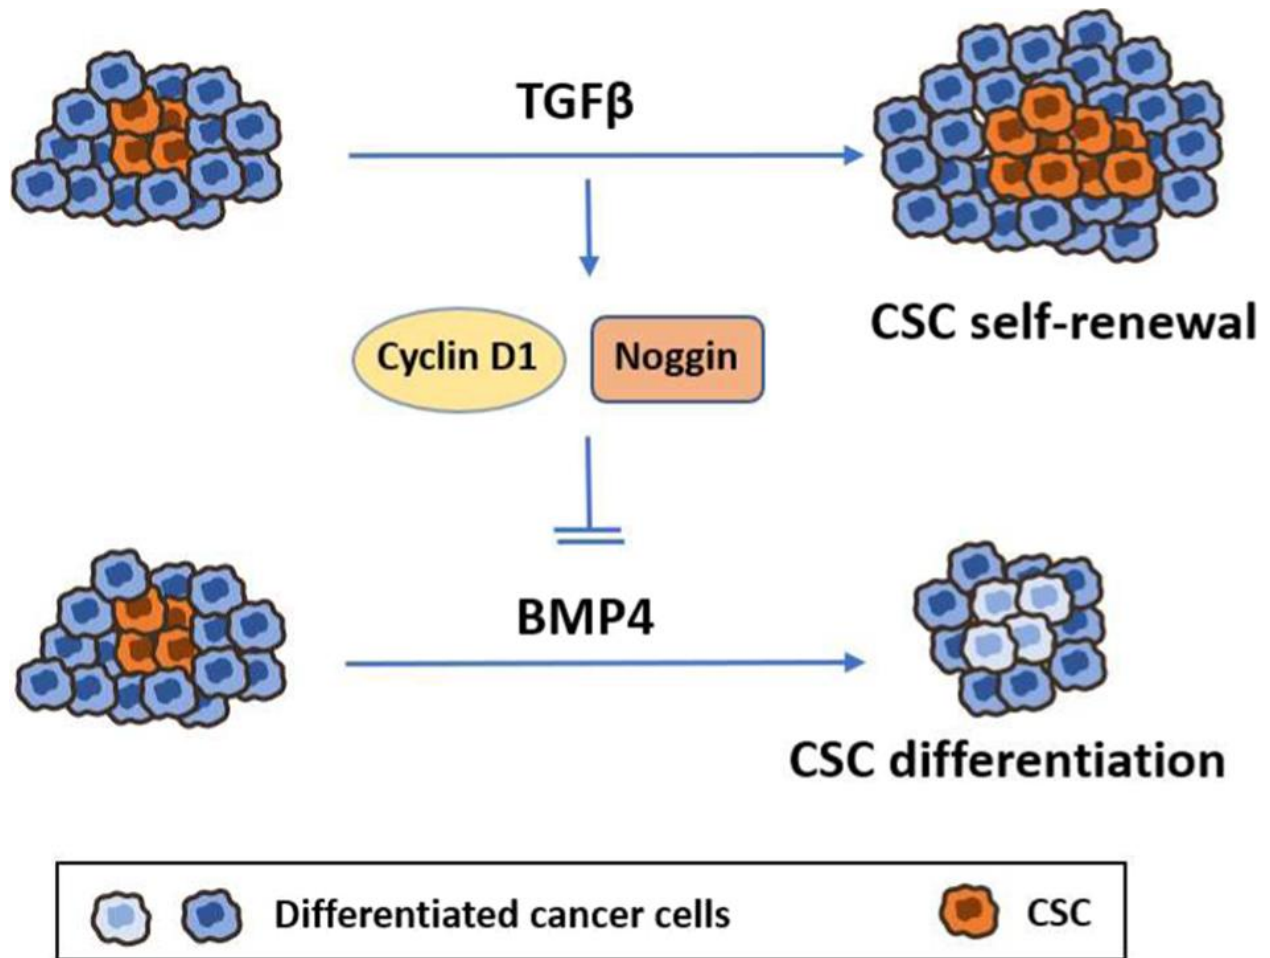 TGFβ
CSC self-renewal
Cyclin D1
Noggin
BMP4
CSC differentiation
Differentiated cancer cells
CSC